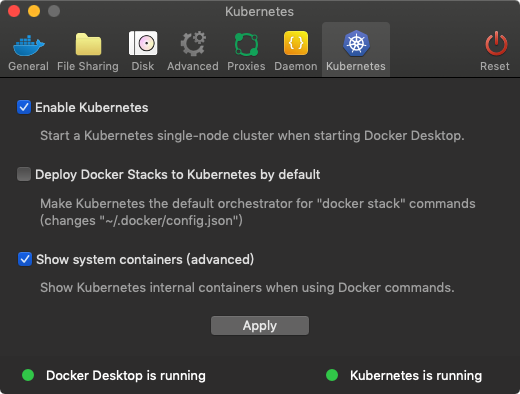 Kubernetes
General File Sharing Disk Advanced Proxies Daemon Kubernetes Reset
Enable Kubernetes
Start a Kubernetes single-node cluster when starting Docker Desktop.
Deploy Docker Stacks to Kubernetes by default
Make Kubernetes the default orchestrator for "docker stack" commands
(changes "~/.docker/config.json")
Show system containers (advanced)
Show Kubernetes internal containers when using Docker commands.
Apply
Docker Desktop is running Kubernetes is running